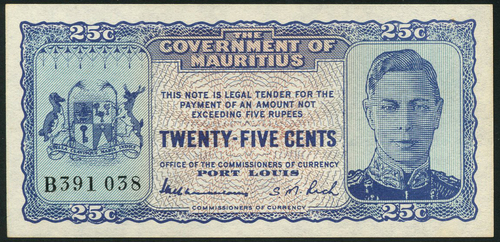 25c 25c
THE
GOVERNMENT OF
MAURITIUS
THIS NOTE IS LEGAL TENDER FOR THE
PAYMENT OF AN AMOUNT NOT
EXCEEDING FIVE RUPEES
TWENTY-FIVE CENTS
OFFICE OF THE COMMISSIONERS OF CURRENCY
PORT LOUIS
B391 038
COMMISSIONERS OF CURRENCY
25c 25c